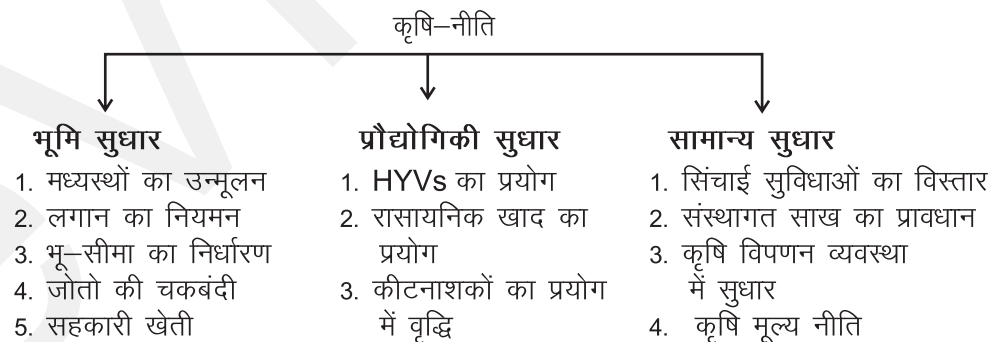 कृषि–नीति
भूमि सुधार
1. मध्यस्थों का उन्मूलन
2. लगान का नियमन
3. भू–सीमा का निर्धारण
4. जोतो की चकबंदी
5. सहकारी खेती
प्रौद्योगिकी सुधार
1. HYVs का प्रयोग
2. रासायनिक खाद का
प्रयोग
3. कीटनाशकों का प्रयोग
में वृद्धि
सामान्य सुधार
1. सिंचाई सुविधाओं का विस्तार
2. संस्थागत साख का प्रावधान
3. कृषि विपणन व्यवस्था
में सुधार
4. कृषि मूल्य नीति